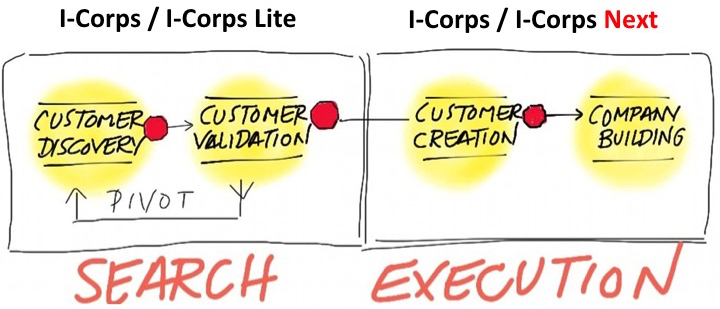 I-Corps / I-Corps Lite
I-Corps / I-Corps Next
CUSTOMER
DISCOVERY
CUSTOMER
VALIDATION
CUSTOMER
CREATION
COMPANY
BUILDING
PIVOT
SEARCH
EXECUTION